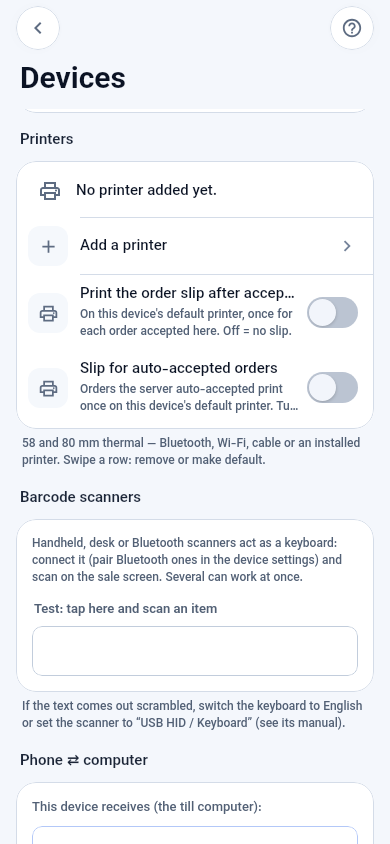 Devices
Printers
No printer added yet.
Add a printer
Print the order slip after accep...
On this device's default printer, once for
each order accepted here. Off = no slip.
Slip for auto-accepted orders
Orders the server auto-accepted print
once on this device's default printer. Tu...
58 and 80 mm thermal — Bluetooth, Wi-Fi, cable or an installed
printer. Swipe a row: remove or make default.
Barcode scanners
Handheld, desk or Bluetooth scanners act as a keyboard:
connect it (pair Bluetooth ones in the device settings) and
scan on the sale screen. Several can work at once.
Test: tap here and scan an item
If the text comes out scrambled, switch the keyboard to English
or set the scanner to “USB HID / Keyboard” (see its manual).
Phone ⇄ computer
This device receives (the till computer):